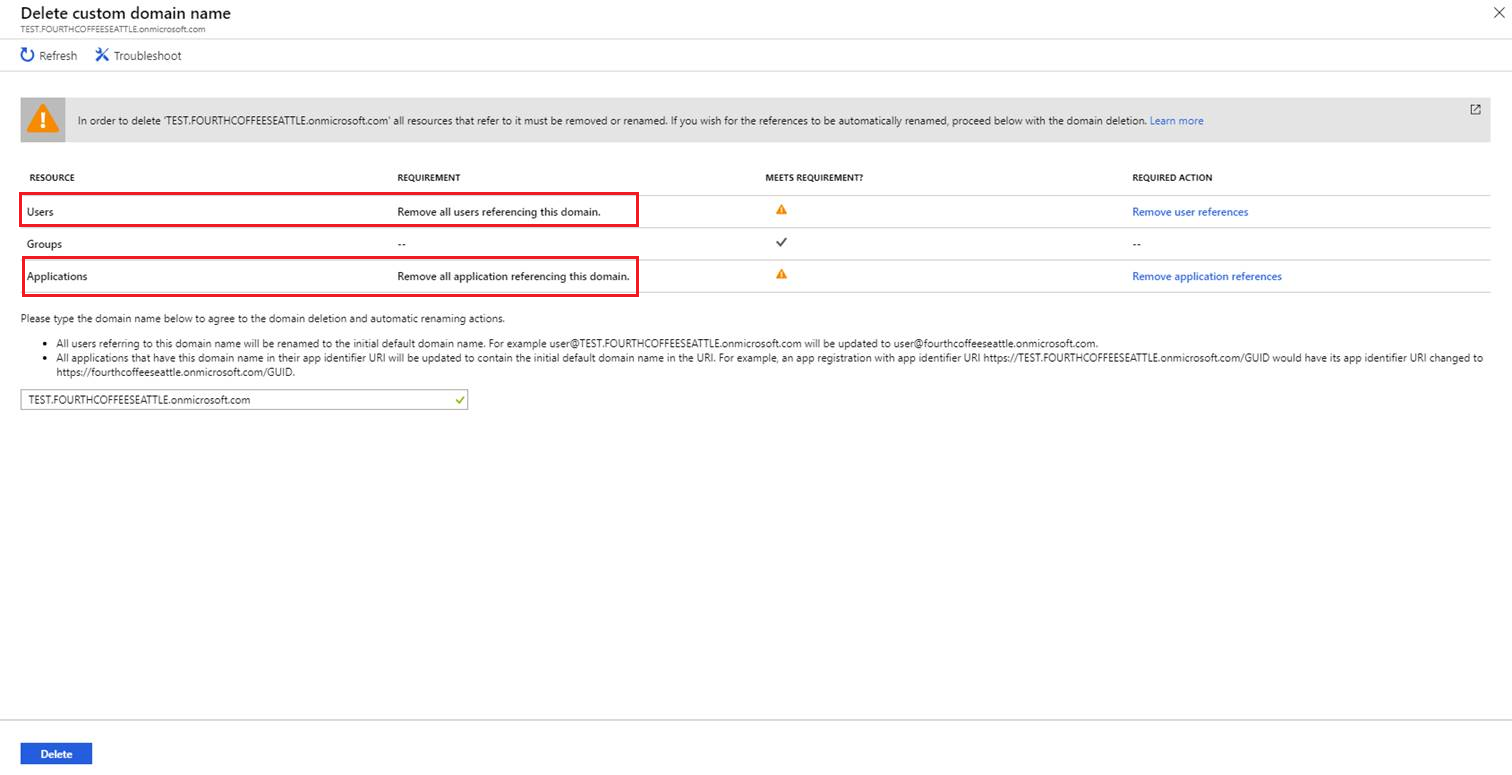 Delete custom domain name
TEST.FOURTHCOFFEESEATTLE.onmicrosoft.com
Refresh Troubleshoot
In order to delete 'TEST.FOURTHCOFFEESEATTLE.onmicrosoft.com' all resources that refer to it must be removed or renamed. If you wish for the references to be automatically renamed, proceed below with the domain deletion. Learn more
RESOURCE REQUIREMENT MEETS REQUIREMENT? REQUIRED ACTION
Users Remove all users referencing this domain. Remove user references
Groups -- --
Applications Remove all application referencing this domain. Remove application references
Please type the domain name below to agree to the domain deletion and automatic renaming actions.
• All users referring to this domain name will be renamed to the initial default domain name. For example user@TEST.FOURTHCOFFEESEATTLE.onmicrosoft.com will be updated to user@fourthcoffeeseattle.onmicrosoft.com.
• All applications that have this domain name in their app identifier URI will be updated to contain the initial default domain name in the URI. For example, an app registration with app identifier URI https://TEST.FOURTHCOFFEESEATTLE.onmicrosoft.com/GUID would have its app identifier URI changed to
https://fourthcoffeeseattle.onmicrosoft.com/GUID.
TEST.FOURTHCOFFEESEATTLE.onmicrosoft.com
Delete